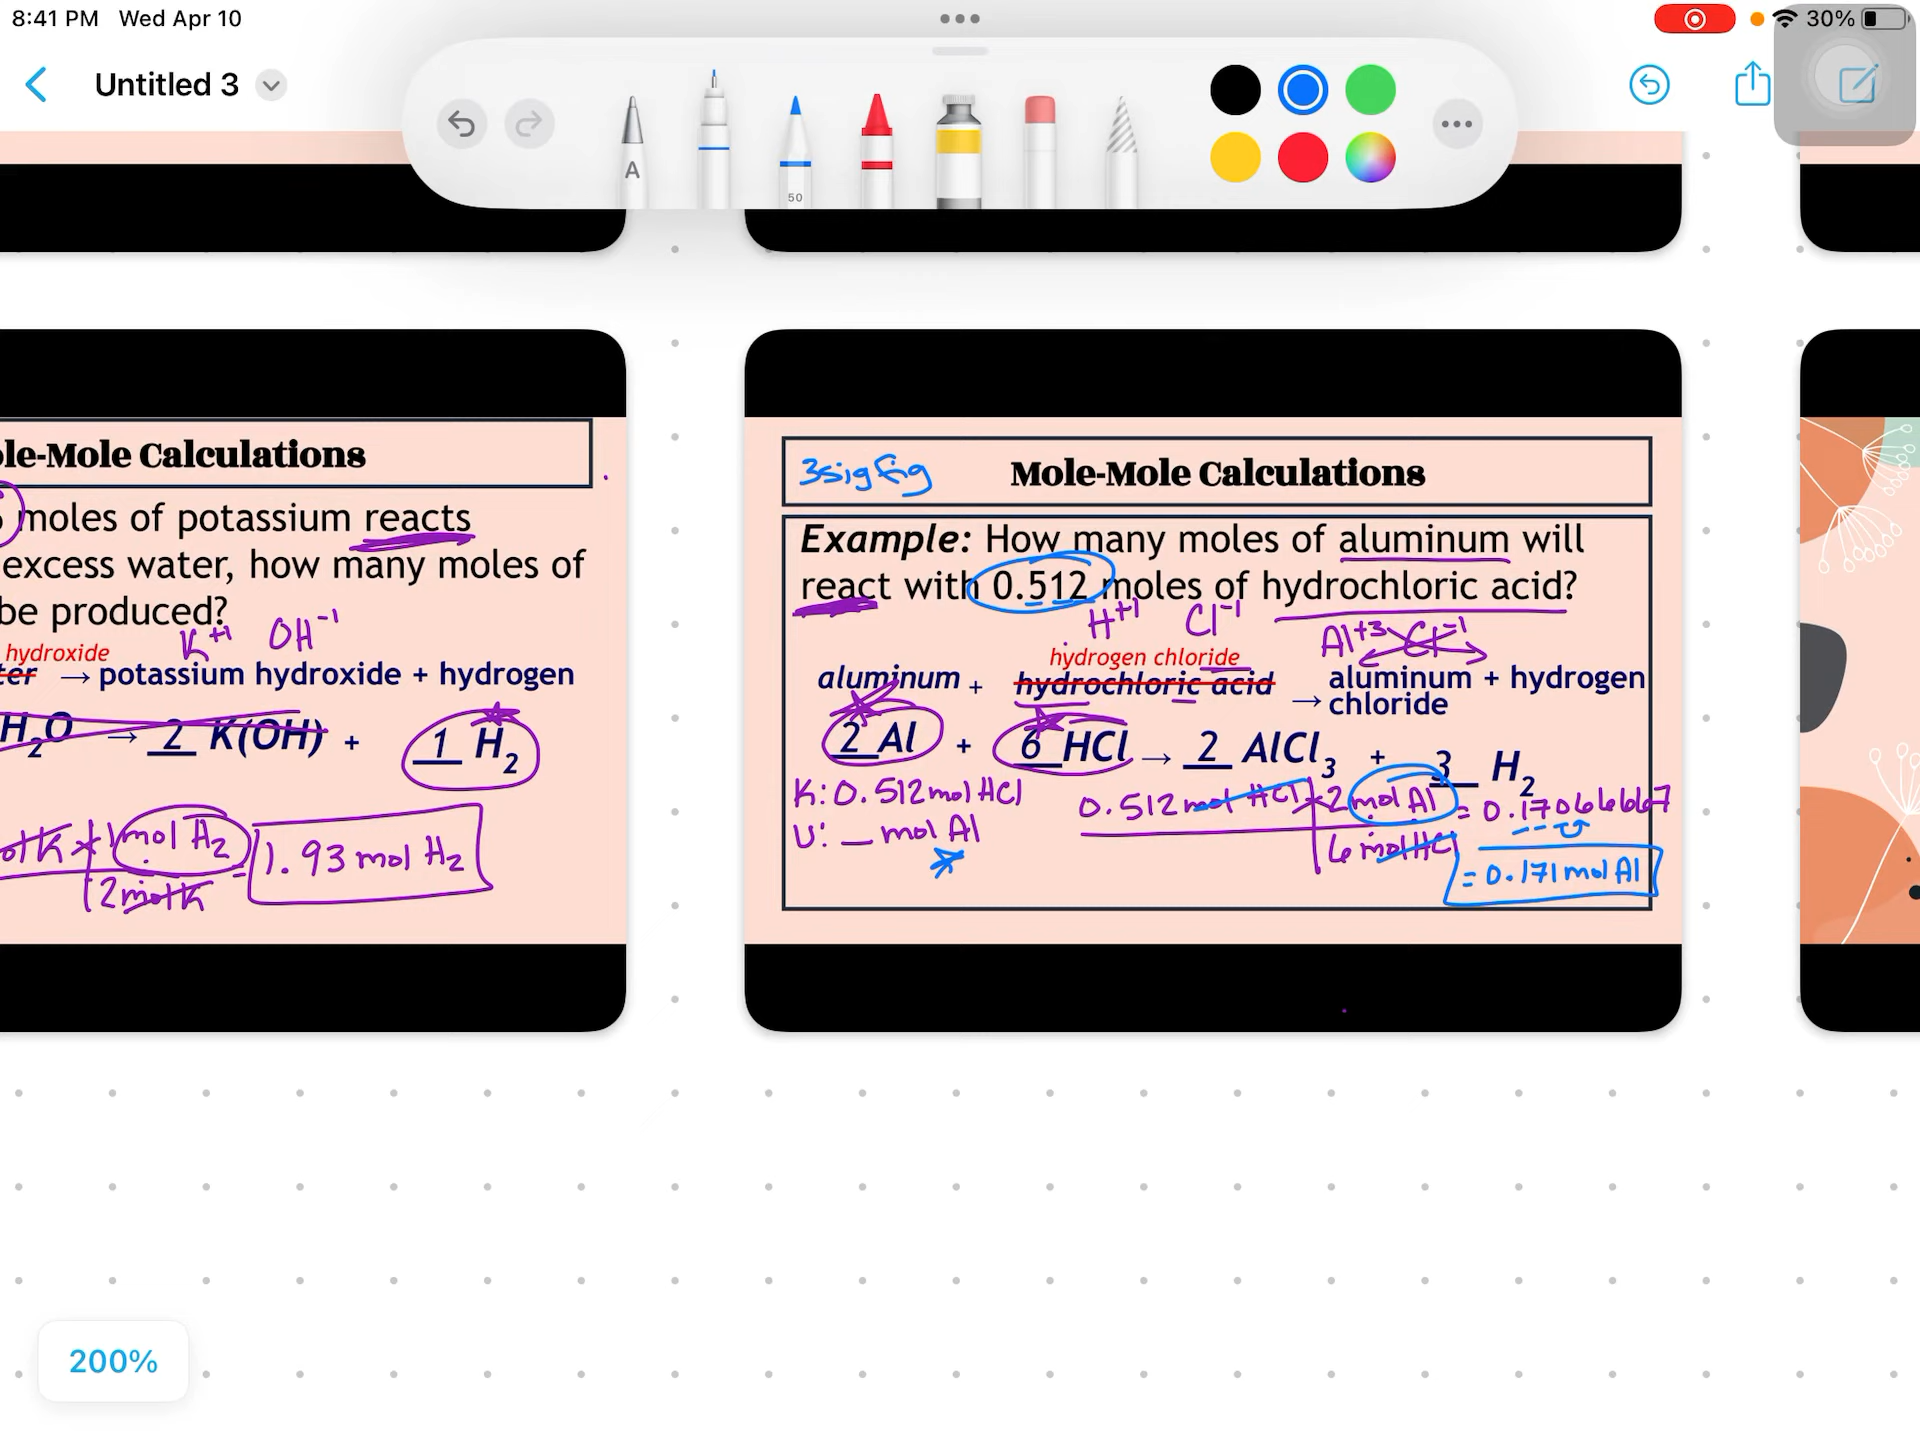 8:41 PM Wed Apr 10
30%
Untitled 3
A
50
le-Mole Calculations
moles of potassium reacts
excess water, how many moles of
be produced?
K+1 OH-1
hydroxide
ter → potassium hydroxide + hydrogen
H2O → 2 K(OH) + 1 H2
1 mol H2
2 mol K
= 1.93 mol H2
3 sig fig
Mole-Mole Calculations
Example: How many moles of aluminum will
react with 0.512 moles of hydrochloric acid?
H+1 Cl-1 Al+3 Cl-1
hydrogen chloride
aluminum + hydrochloric acid → aluminum + hydrogen
chloride
2 Al + 6 HCl → 2 AlCl3 + 3 H2
K: 0.512 mol HCl
U: _ mol Al
0.512 mol HCl × 2 mol Al = 0.17066667
6 mol HCl
= 0.171 mol Al
200%